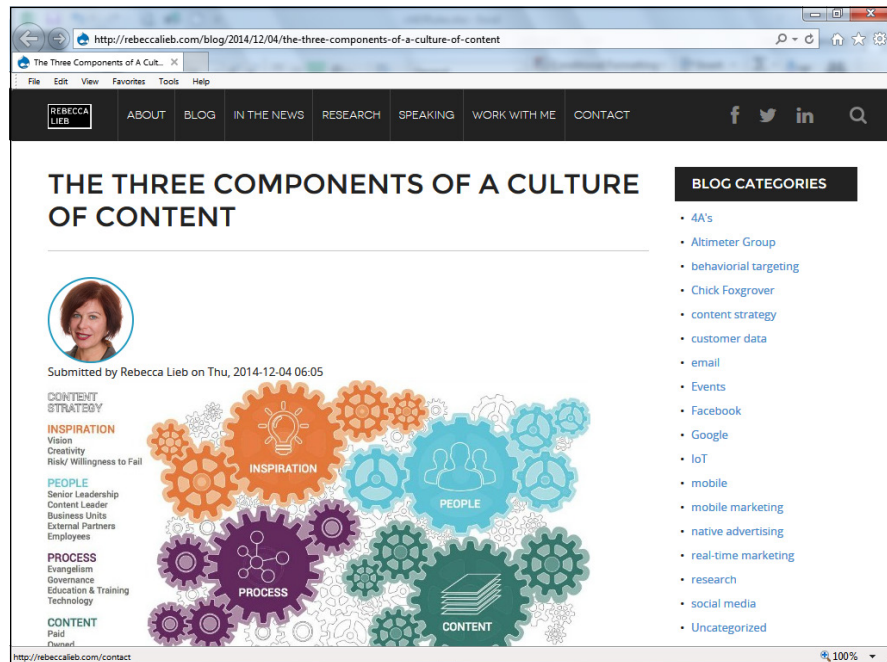 http://rebeccalieb.com/blog/2014/12/04/the-three-components-of-a-culture-of-content
The Three Components of A Cult...
File Edit View Favorites Tools Help
REBECCA
LIEB
ABOUT BLOG IN THE NEWS RESEARCH SPEAKING WORK WITH ME CONTACT
THE THREE COMPONENTS OF A CULTURE
OF CONTENT
Submitted by Rebecca Lieb on Thu, 2014-12-04 06:05
CONTENT
STRATEGY
INSPIRATION
Vision
Creativity
Risk/ Willingness to Fail
PEOPLE
Senior Leadership
Content Leader
Business Units
External Partners
Employees
PROCESS
Evangelism
Governance
Education & Training
Technology
CONTENT
Paid
Owned
INSPIRATION
PEOPLE
PROCESS
CONTENT
BLOG CATEGORIES
• 4A's
• Altimeter Group
• behaviorial targeting
• Chick Foxgrover
• content strategy
• customer data
• email
• Events
• Facebook
• Google
• IoT
• mobile
• mobile marketing
• native advertising
• real-time marketing
• research
• social media
• Uncategorized
http://rebeccalieb.com/contact
100%